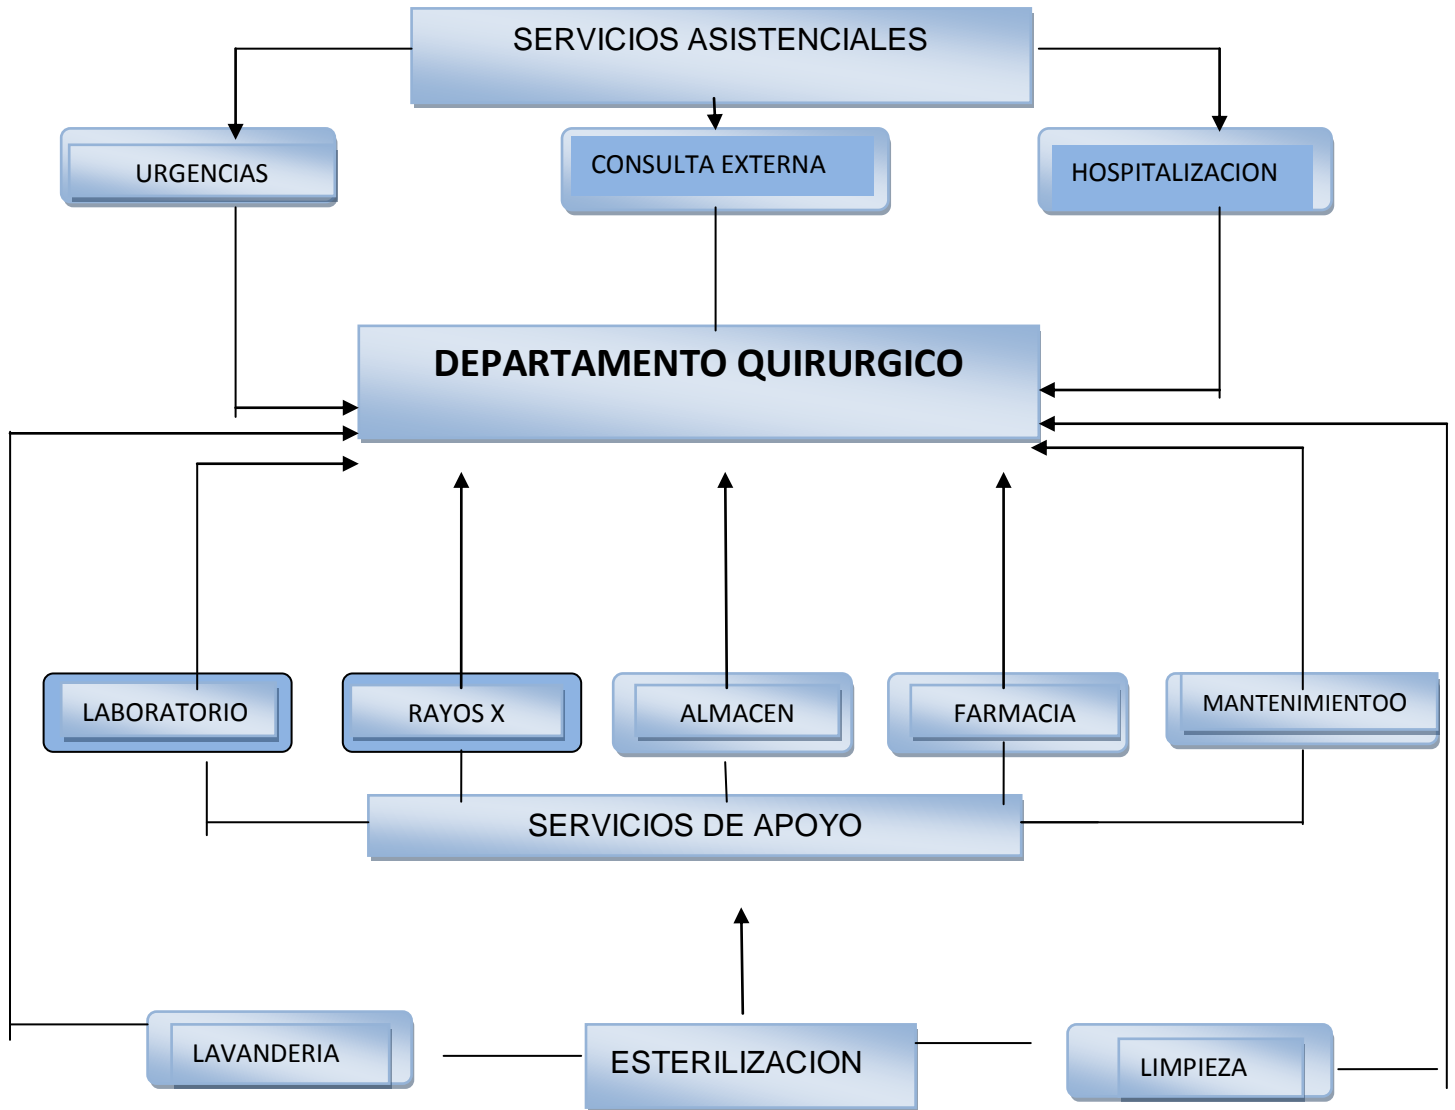 SERVICIOS ASISTENCIALES
URGENCIAS
CONSULTA EXTERNA
HOSPITALIZACION
DEPARTAMENTO QUIRURGICO
LABORATORIO
RAYOS X
ALMACEN
FARMACIA
MANTENIMIENTOO
SERVICIOS DE APOYO
LAVANDERIA
ESTERILIZACION
LIMPIEZA